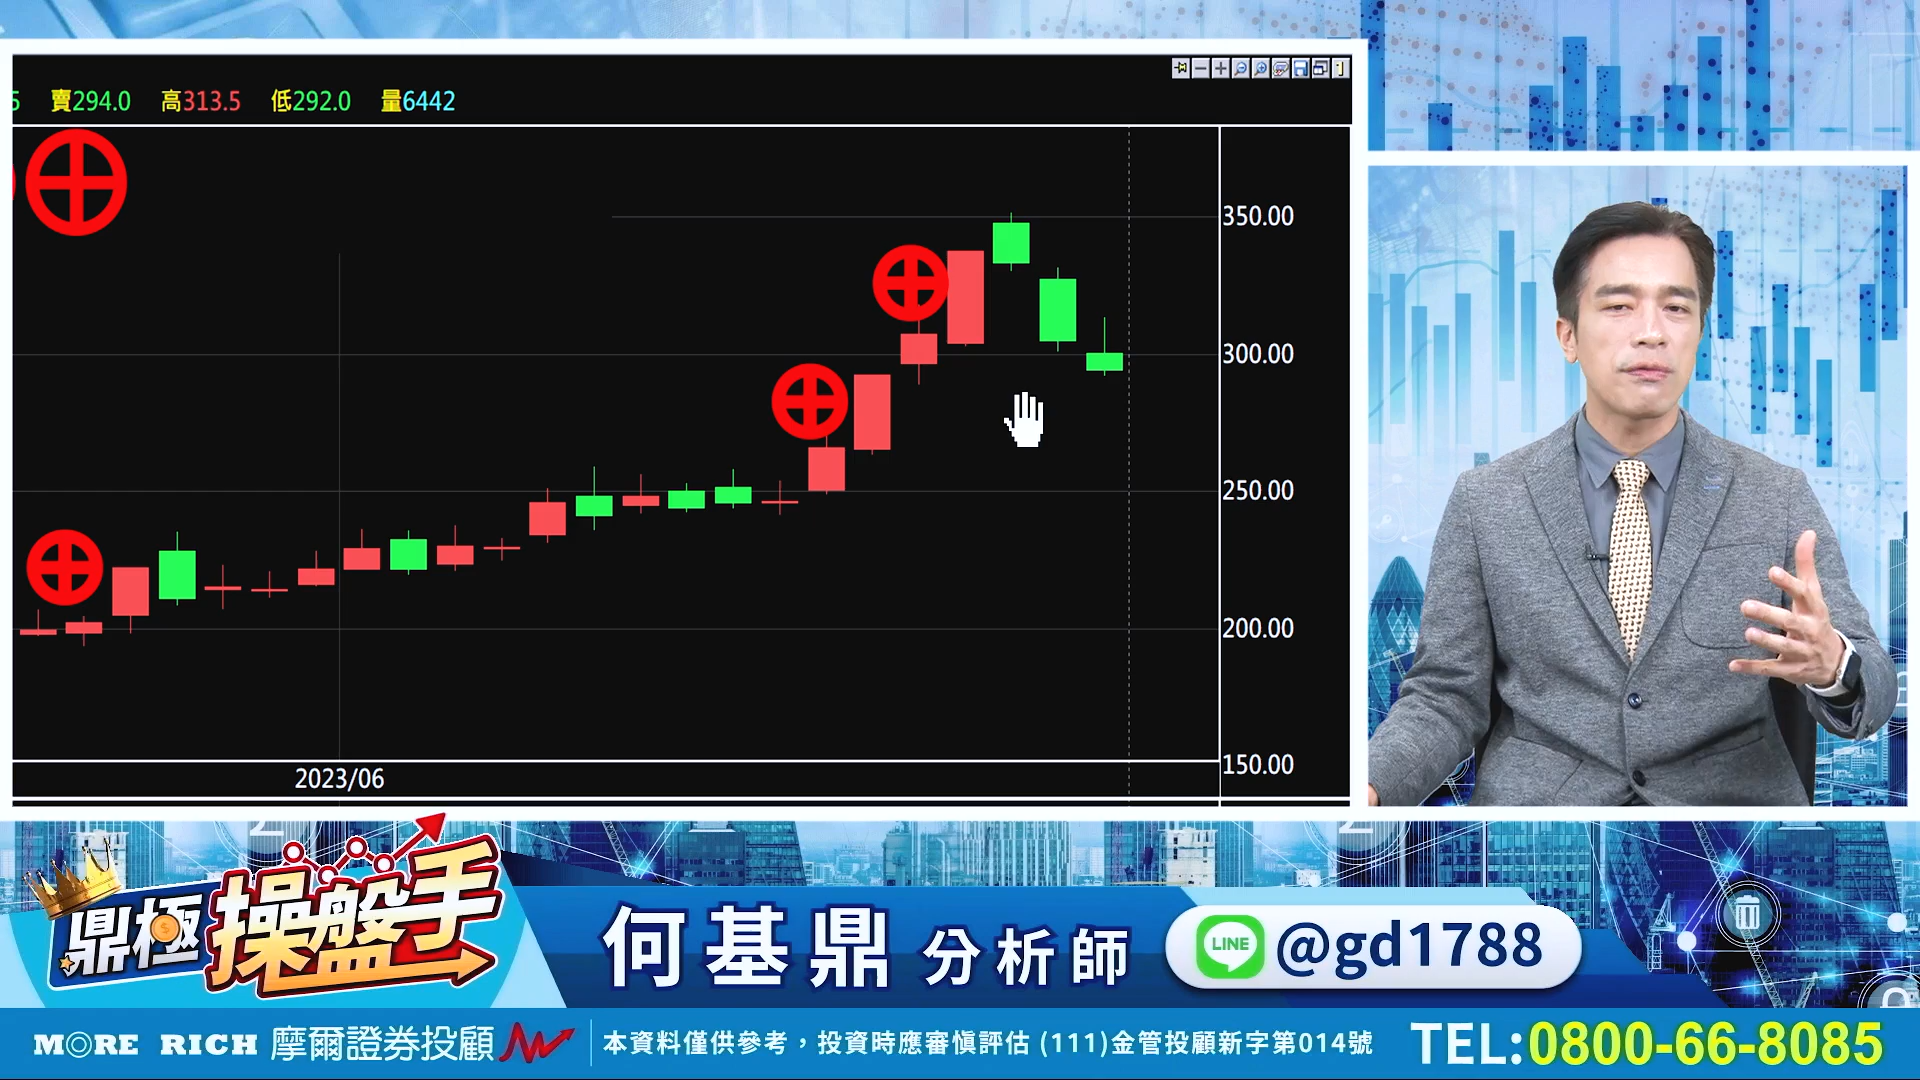 5 賣294.0 高313.5 低292.0 量6442
350.00
300.00
250.00
200.00
150.00
2023/06
鼎極操盤手
何基鼎 分析師
LINE @gd1788
MORE RICH 摩爾證券投顧
本資料僅供參考，投資時應審慎評估 (111)金管投顧新字第014號
TEL:0800-66-8085